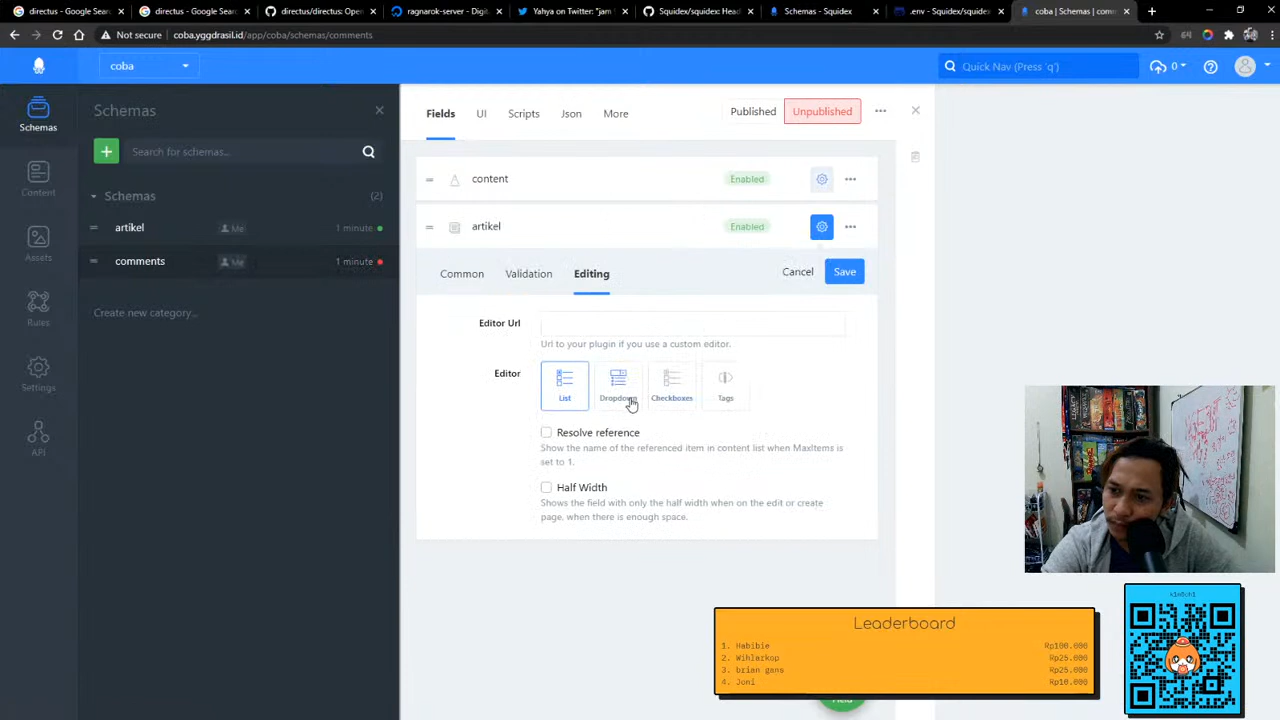 directus - Google Sear
directus - Google Sear
directus/directus: Open
ragnarok-server - Digit
Yahya on Twitter: "jam
Squidex/squidex: Head
Schemas - Squidex
.env - Squidex/squidex
coba | Schemas | com
Not secure
coba.yggdrasil.id/app/coba/schemas/comments
coba
Quick Nav (Press 'q')
0
Schemas
Content
Assets
Rules
Settings
API
Schemas
Search for schemas...
Schemas
(2)
artikel
Me
1 minute
comments
Me
1 minute
Create new category...
Fields
UI
Scripts
Json
More
Published
Unpublished
content
Enabled
artikel
Enabled
Common
Validation
Editing
Cancel
Save
Editor Url
Url to your plugin if you use a custom editor.
Editor
List
Dropdown
Checkboxes
Tags
Resolve reference
Show the name of the referenced item in content list when MaxItems is
set to 1.
Half Width
Shows the field with only the half width when on the edit or create
page, when there is enough space.
Leaderboard
1. Habibie Rp100.000
2. Wihlarkop Rp25.000
3. brian gans Rp25.000
4. Joni Rp10.000